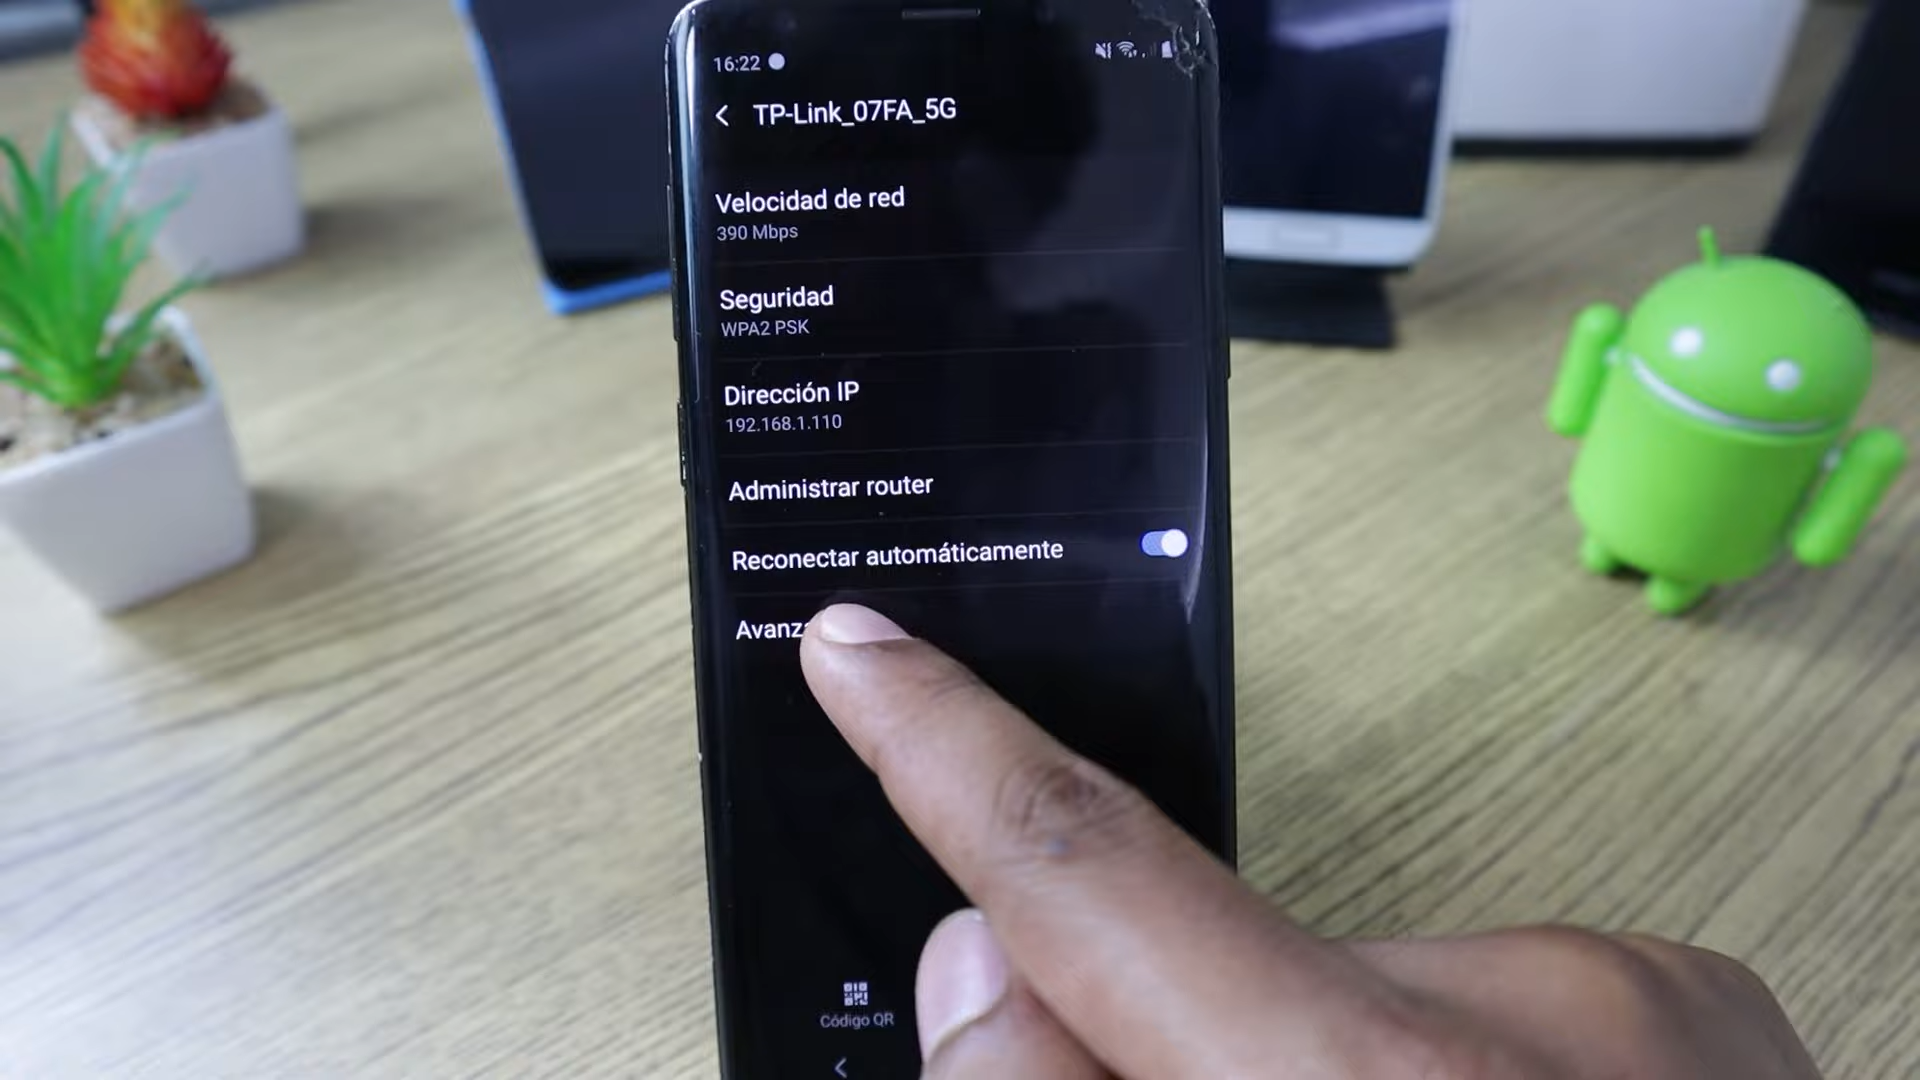 16:22
TP-Link_07FA_5G
Velocidad de red
390 Mbps
Seguridad
WPA2 PSK
Dirección IP
192.168.1.110
Administrar router
Reconectar automáticamente
Código QR